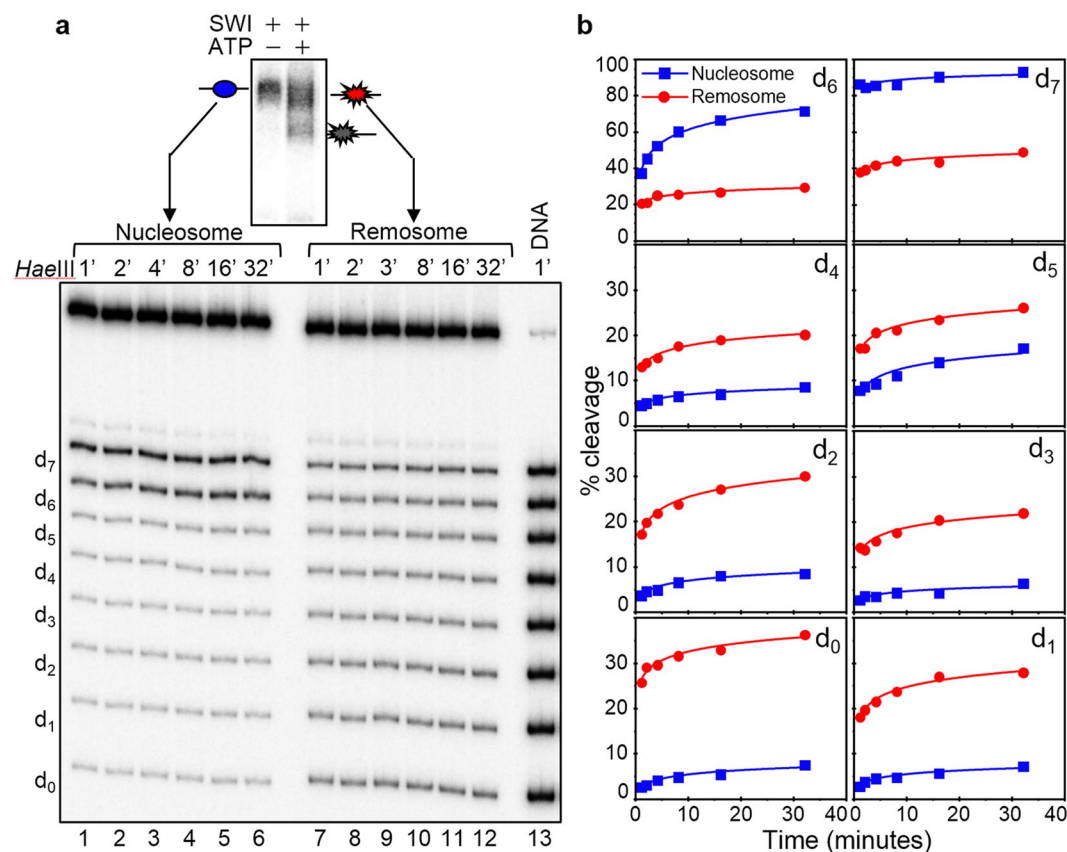 a
SWI + +
ATP − +
Nucleosome Remosome DNA
HaeIII 1' 2' 4' 8' 16' 32' 1' 2' 3' 8' 16' 32' 1'
d7
d6
d5
d4
d3
d2
d1
d0
1 2 3 4 5 6 7 8 9 10 11 12 13
b
Nucleosome
Remosome
d6 d7
100
80
60
40
20
0
d4 d5
30
20
10
0
d2 d3
30
20
10
0
d0 d1
30
20
10
0
% cleavage
0 10 20 30 40 0 10 20 30 40
Time (minutes)